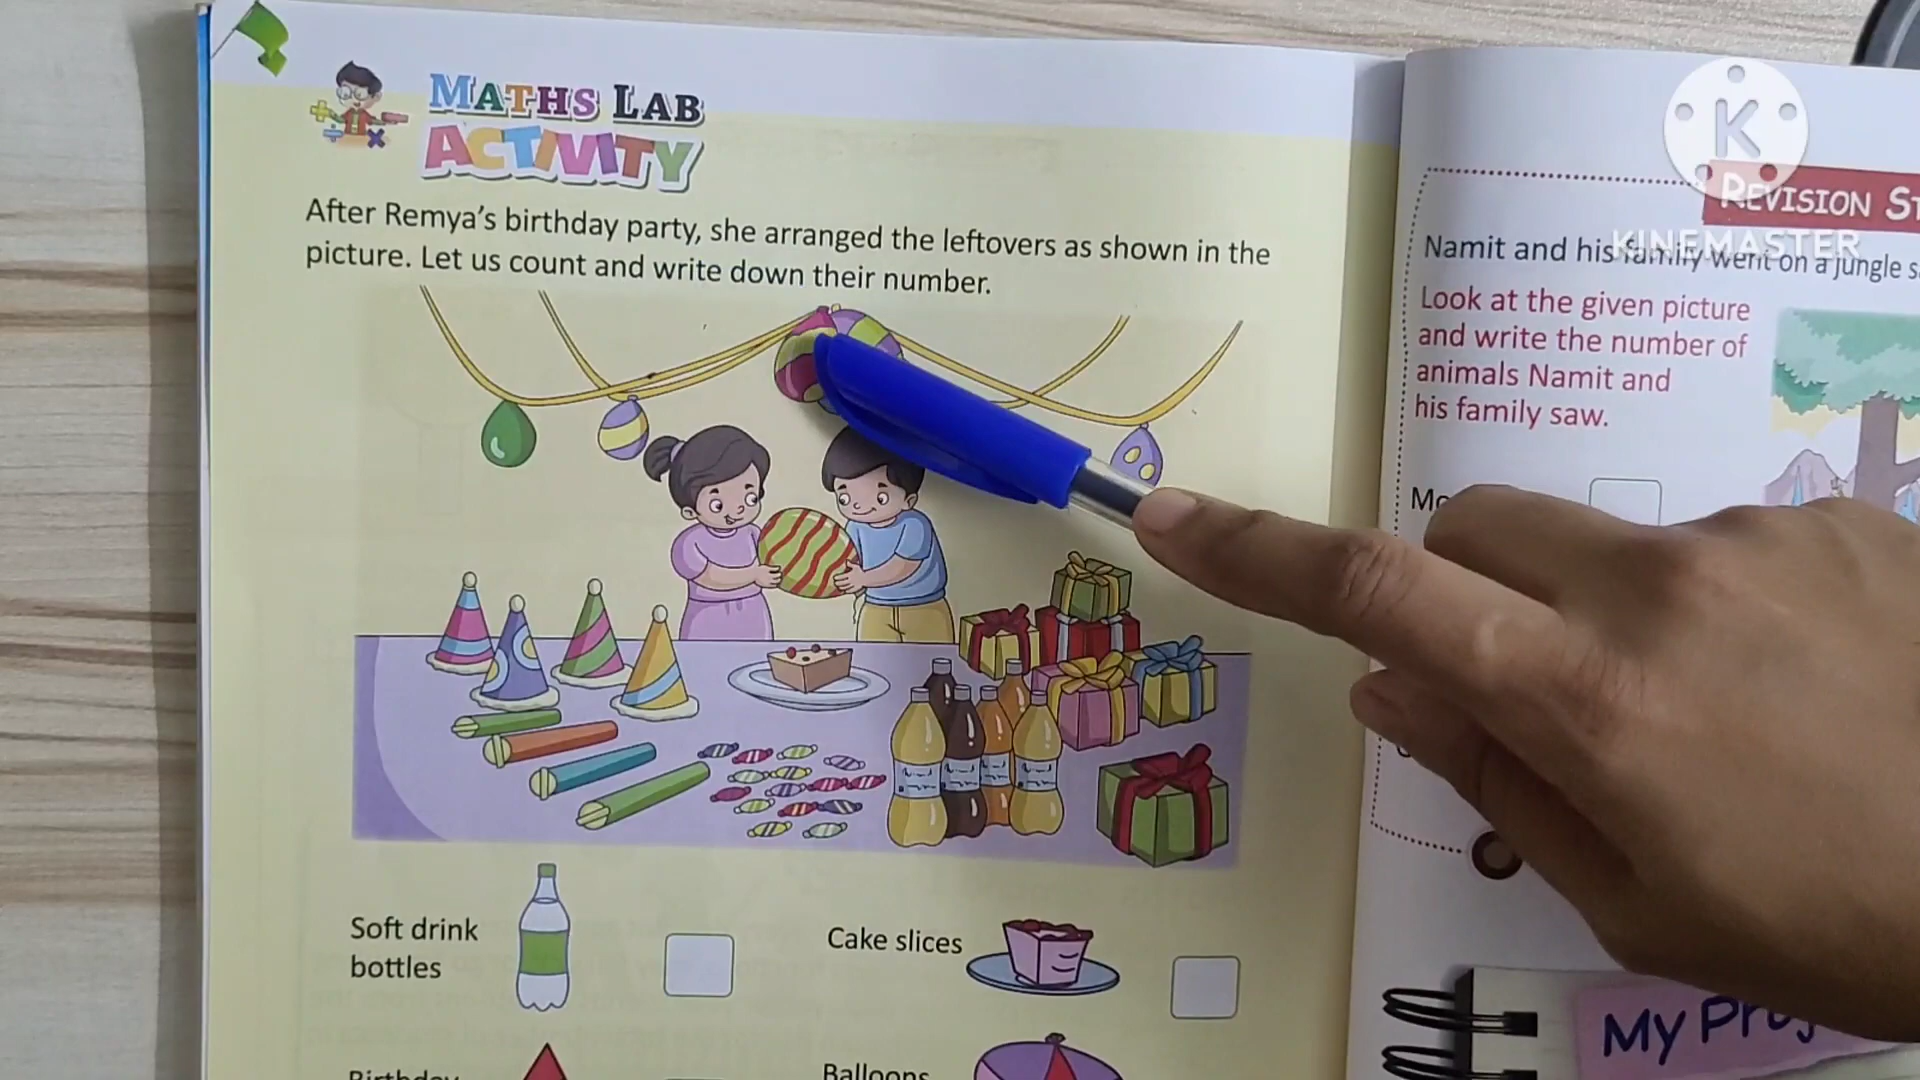 MATHS LAB
ACTIVITY
After Remya's birthday party, she arranged the leftovers as shown in the
picture. Let us count and write down their number.
Soft drink
bottles
Cake slices
Birthday
Balloons
K
KINEMASTER
REVISION
Namit and his family went on a jungle
Look at the given picture
and write the number of
animals Namit and
his family saw.
My